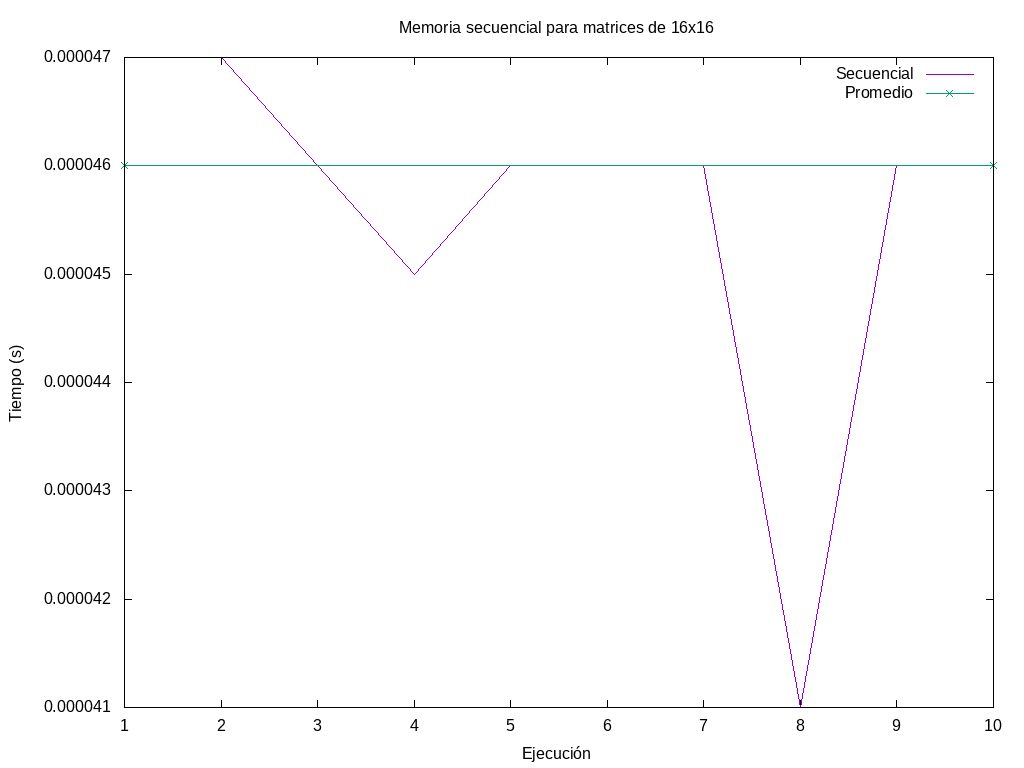 Memoria secuencial para matrices de 16x16
Secuencial
Promedio
0.000047
0.000046
0.000045
0.000044
0.000043
0.000042
0.000041
Tiempo (s)
1 2 3 4 5 6 7 8 9 10
Ejecución